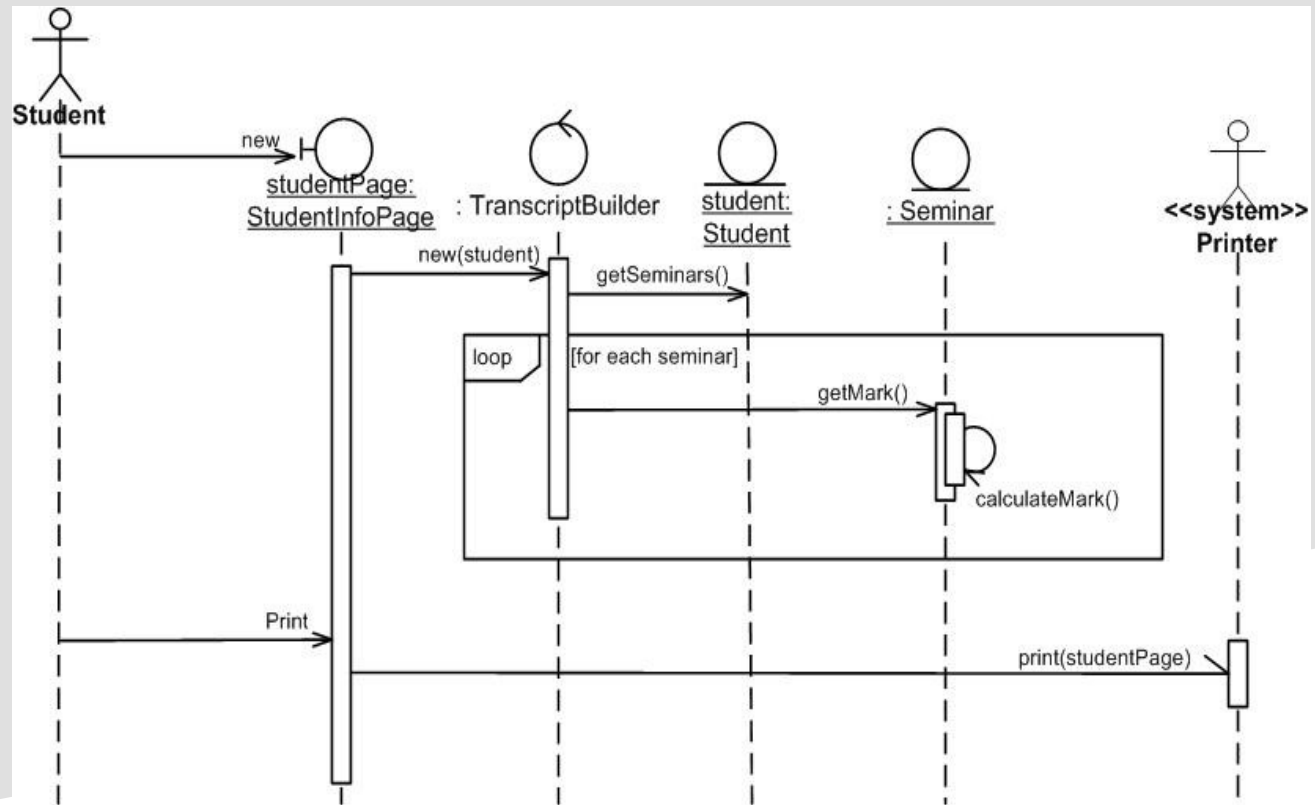 Student
new
studentPage:
StudentInfoPage
: TranscriptBuilder
student:
Student
: Seminar
<<system>>
Printer
new(student)
getSeminars()
loop
[for each seminar]
getMark()
calculateMark()
Print
print(studentPage)